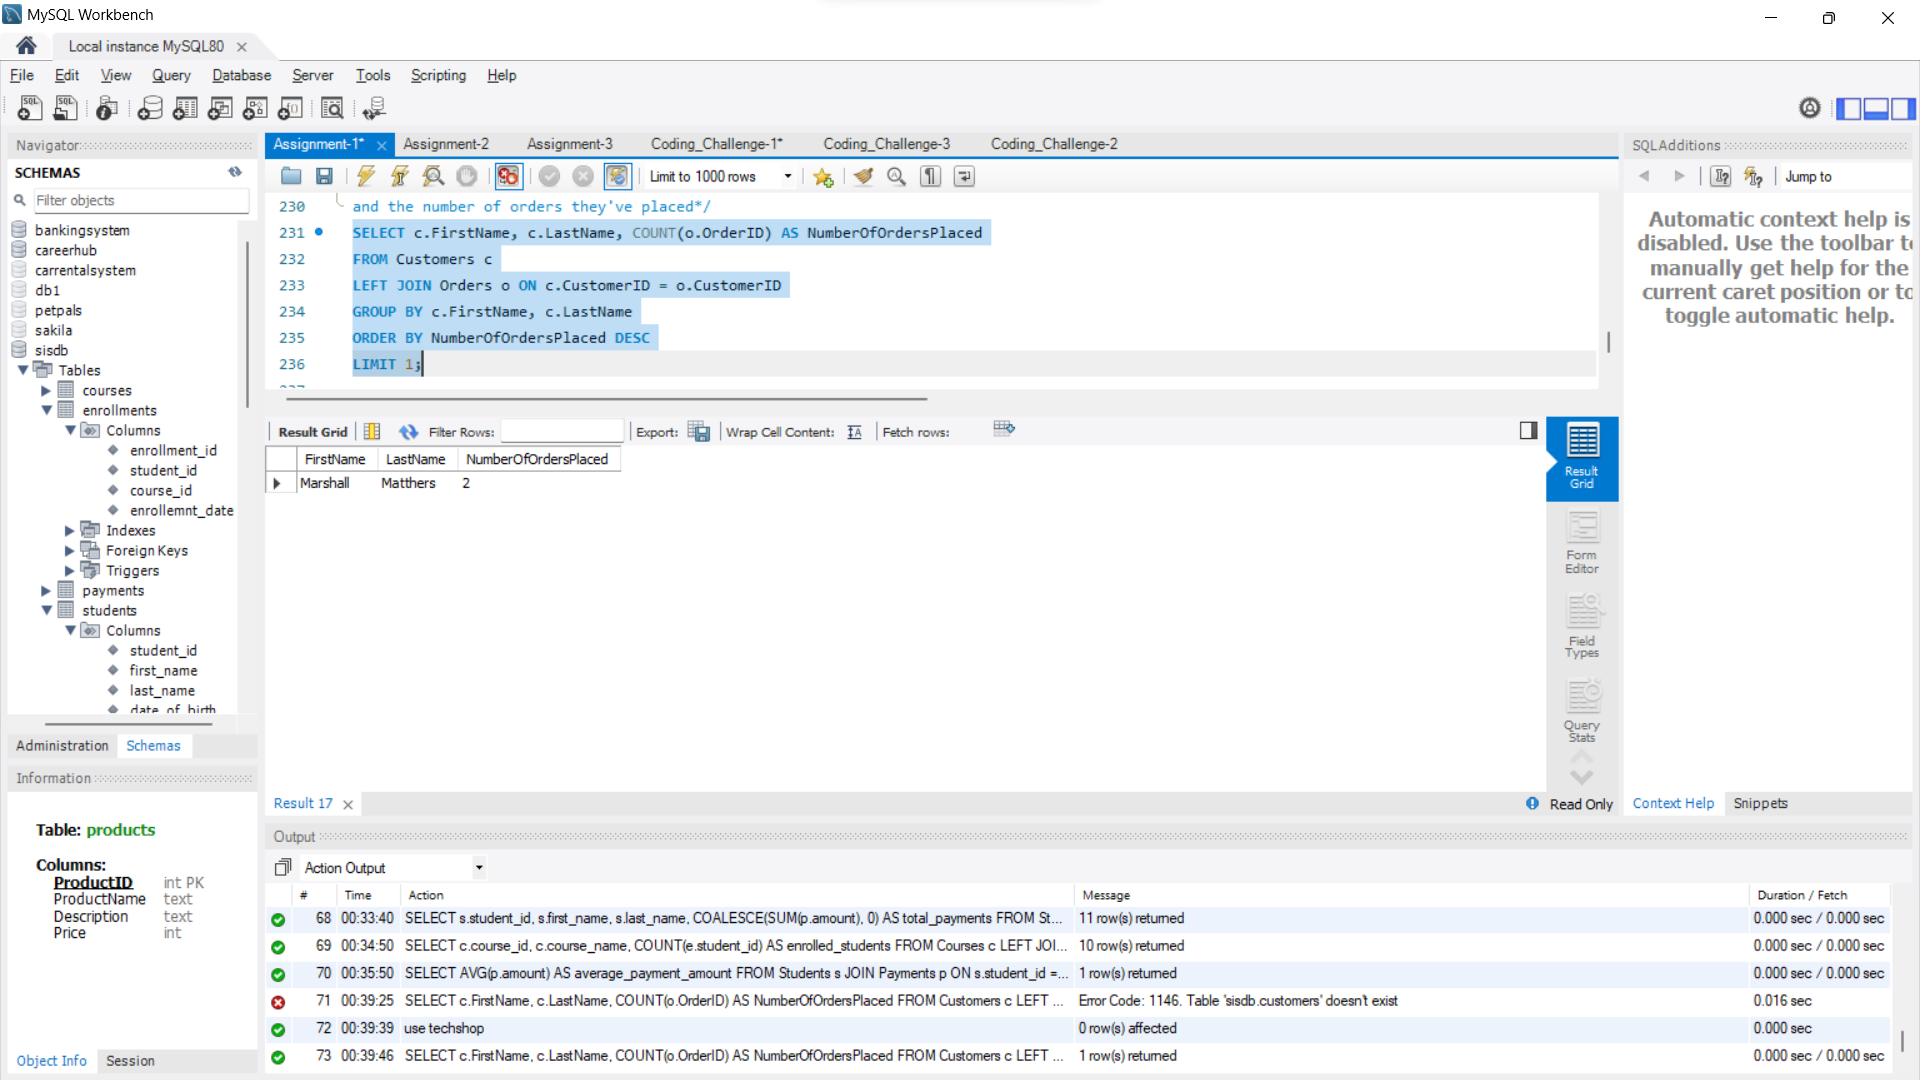 MySQL Workbench
Local instance MySQL80
File Edit View Query Database Server Tools Scripting Help
Navigator
SCHEMAS
Filter objects
bankingsystem
careerhub
carrentalsystem
db1
petpals
sakila
sisdb
Tables
courses
enrollments
Columns
enrollment_id
student_id
course_id
enrollemnt_date
Indexes
Foreign Keys
Triggers
payments
students
Columns
student_id
first_name
last_name
date_of_birth
Administration Schemas
Information
Table: products
Columns:
ProductID int PK
ProductName text
Description text
Price int
Object Info Session
Assignment-1* Assignment-2 Assignment-3 Coding_Challenge-1* Coding_Challenge-3 Coding_Challenge-2
Limit to 1000 rows
230 and the number of orders they've placed*/
231 SELECT c.FirstName, c.LastName, COUNT(o.OrderID) AS NumberOfOrdersPlaced
232 FROM Customers c
233 LEFT JOIN Orders o ON c.CustomerID = o.CustomerID
234 GROUP BY c.FirstName, c.LastName
235 ORDER BY NumberOfOrdersPlaced DESC
236 LIMIT 1;
237
Result Grid Filter Rows: Export: Wrap Cell Content: Fetch rows:
FirstName LastName NumberOfOrdersPlaced
Marshall Matthers 2
Result Grid
Form Editor
Field Types
Query Stats
Result 17
Read Only
SQLAdditions
Jump to
Automatic context help is
disabled. Use the toolbar to
manually get help for the
current caret position or to
toggle automatic help.
Context Help Snippets
Output
Action Output
# Time Action Message Duration / Fetch
68 00:33:40 SELECT s.student_id, s.first_name, s.last_name, COALESCE(SUM(p.amount), 0) AS total_payments FROM St... 11 row(s) returned 0.000 sec / 0.000 sec
69 00:34:50 SELECT c.course_id, c.course_name, COUNT(e.student_id) AS enrolled_students FROM Courses c LEFT JOI... 10 row(s) returned 0.000 sec / 0.000 sec
70 00:35:50 SELECT AVG(p.amount) AS average_payment_amount FROM Students s JOIN Payments p ON s.student_id =... 1 row(s) returned 0.000 sec / 0.000 sec
71 00:39:25 SELECT c.FirstName, c.LastName, COUNT(o.OrderID) AS NumberOfOrdersPlaced FROM Customers c LEFT ... Error Code: 1146. Table 'sisdb.customers' doesn't exist 0.016 sec
72 00:39:39 use techshop 0 row(s) affected 0.000 sec
73 00:39:46 SELECT c.FirstName, c.LastName, COUNT(o.OrderID) AS NumberOfOrdersPlaced FROM Customers c LEFT ... 1 row(s) returned 0.000 sec / 0.000 sec